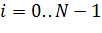 i = 0..N − 1